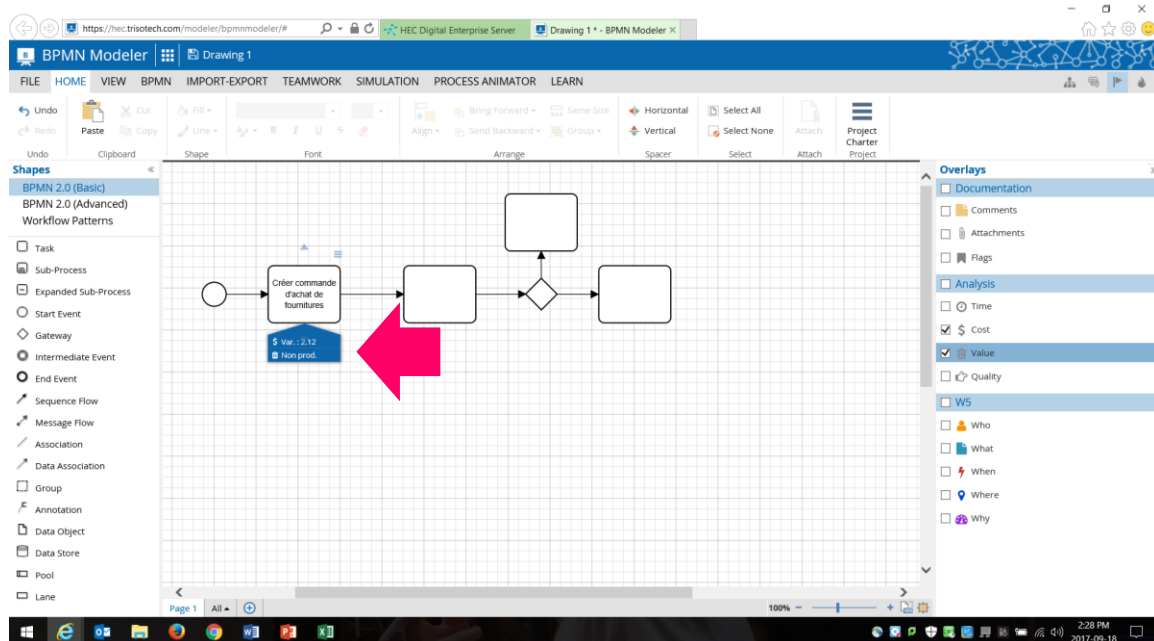 https://hec.trisotech.com/modeler/bpmnmodeler/#
HEC Digital Enterprise Server
Drawing 1 * - BPMN Modeler
BPMN Modeler
Drawing 1
FILE HOME VIEW BPMN IMPORT-EXPORT TEAMWORK SIMULATION PROCESS ANIMATOR LEARN
Undo
Redo
Paste
Cut
Copy
Fill
Line
B I U S
Align
Bring Forward
Send Backward
Same Size
Group
Horizontal
Vertical
Select All
Select None
Attach
Project
Charter
Undo Clipboard Shape Font Arrange Spacer Select Attach Project
Shapes
BPMN 2.0 (Basic)
BPMN 2.0 (Advanced)
Workflow Patterns
Task
Sub-Process
Expanded Sub-Process
Start Event
Gateway
Intermediate Event
End Event
Sequence Flow
Message Flow
Association
Data Association
Group
Annotation
Data Object
Data Store
Pool
Lane
Créer commande
d'achat de
fournitures
$ Var. : 2.12
Non prod.
Overlays
Documentation
Comments
Attachments
Flags
Analysis
Time
$ Cost
Value
Quality
W5
Who
What
When
Where
Why
Page 1 All
100%
2:28 PM
2017-09-18